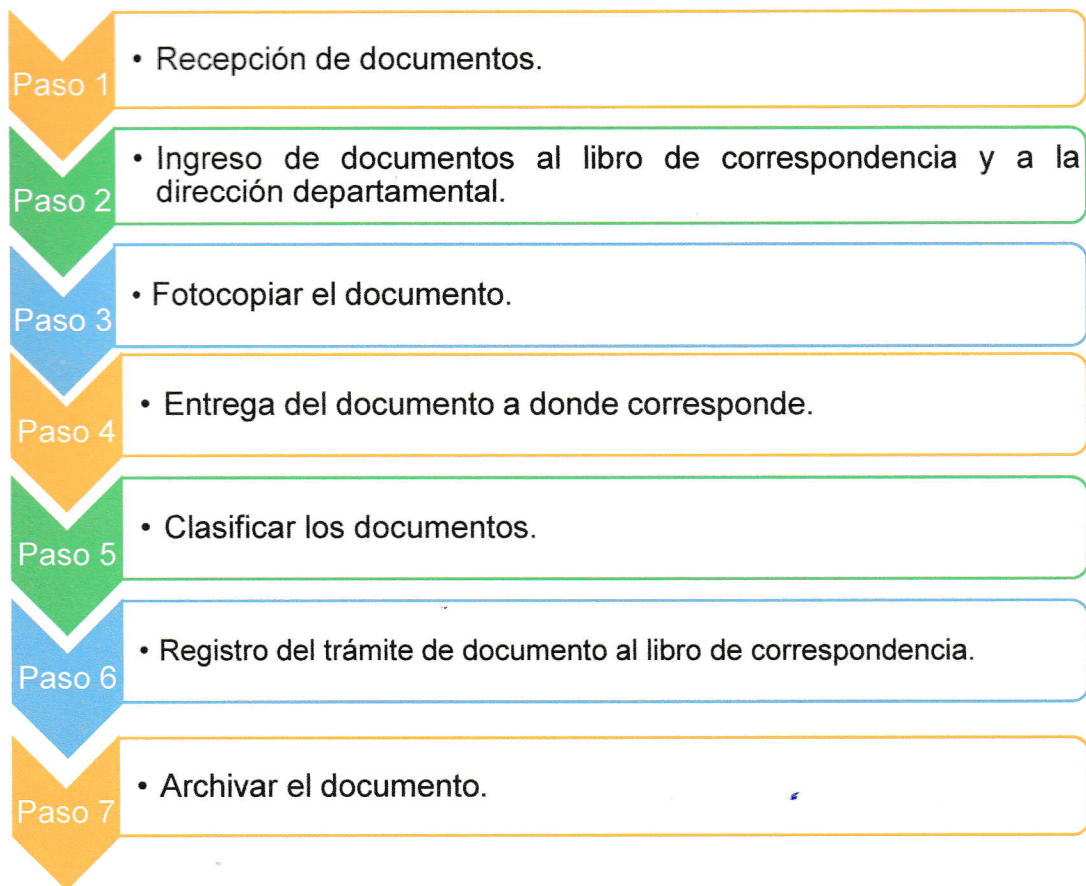 Paso 1
• Recepción de documentos.
Paso 2
• Ingreso de documentos al libro de correspondencia y a la
dirección departamental.
Paso 3
• Fotocopiar el documento.
Paso 4
• Entrega del documento a donde corresponde.
Paso 5
• Clasificar los documentos.
Paso 6
• Registro del trámite de documento al libro de correspondencia.
Paso 7
• Archivar el documento.